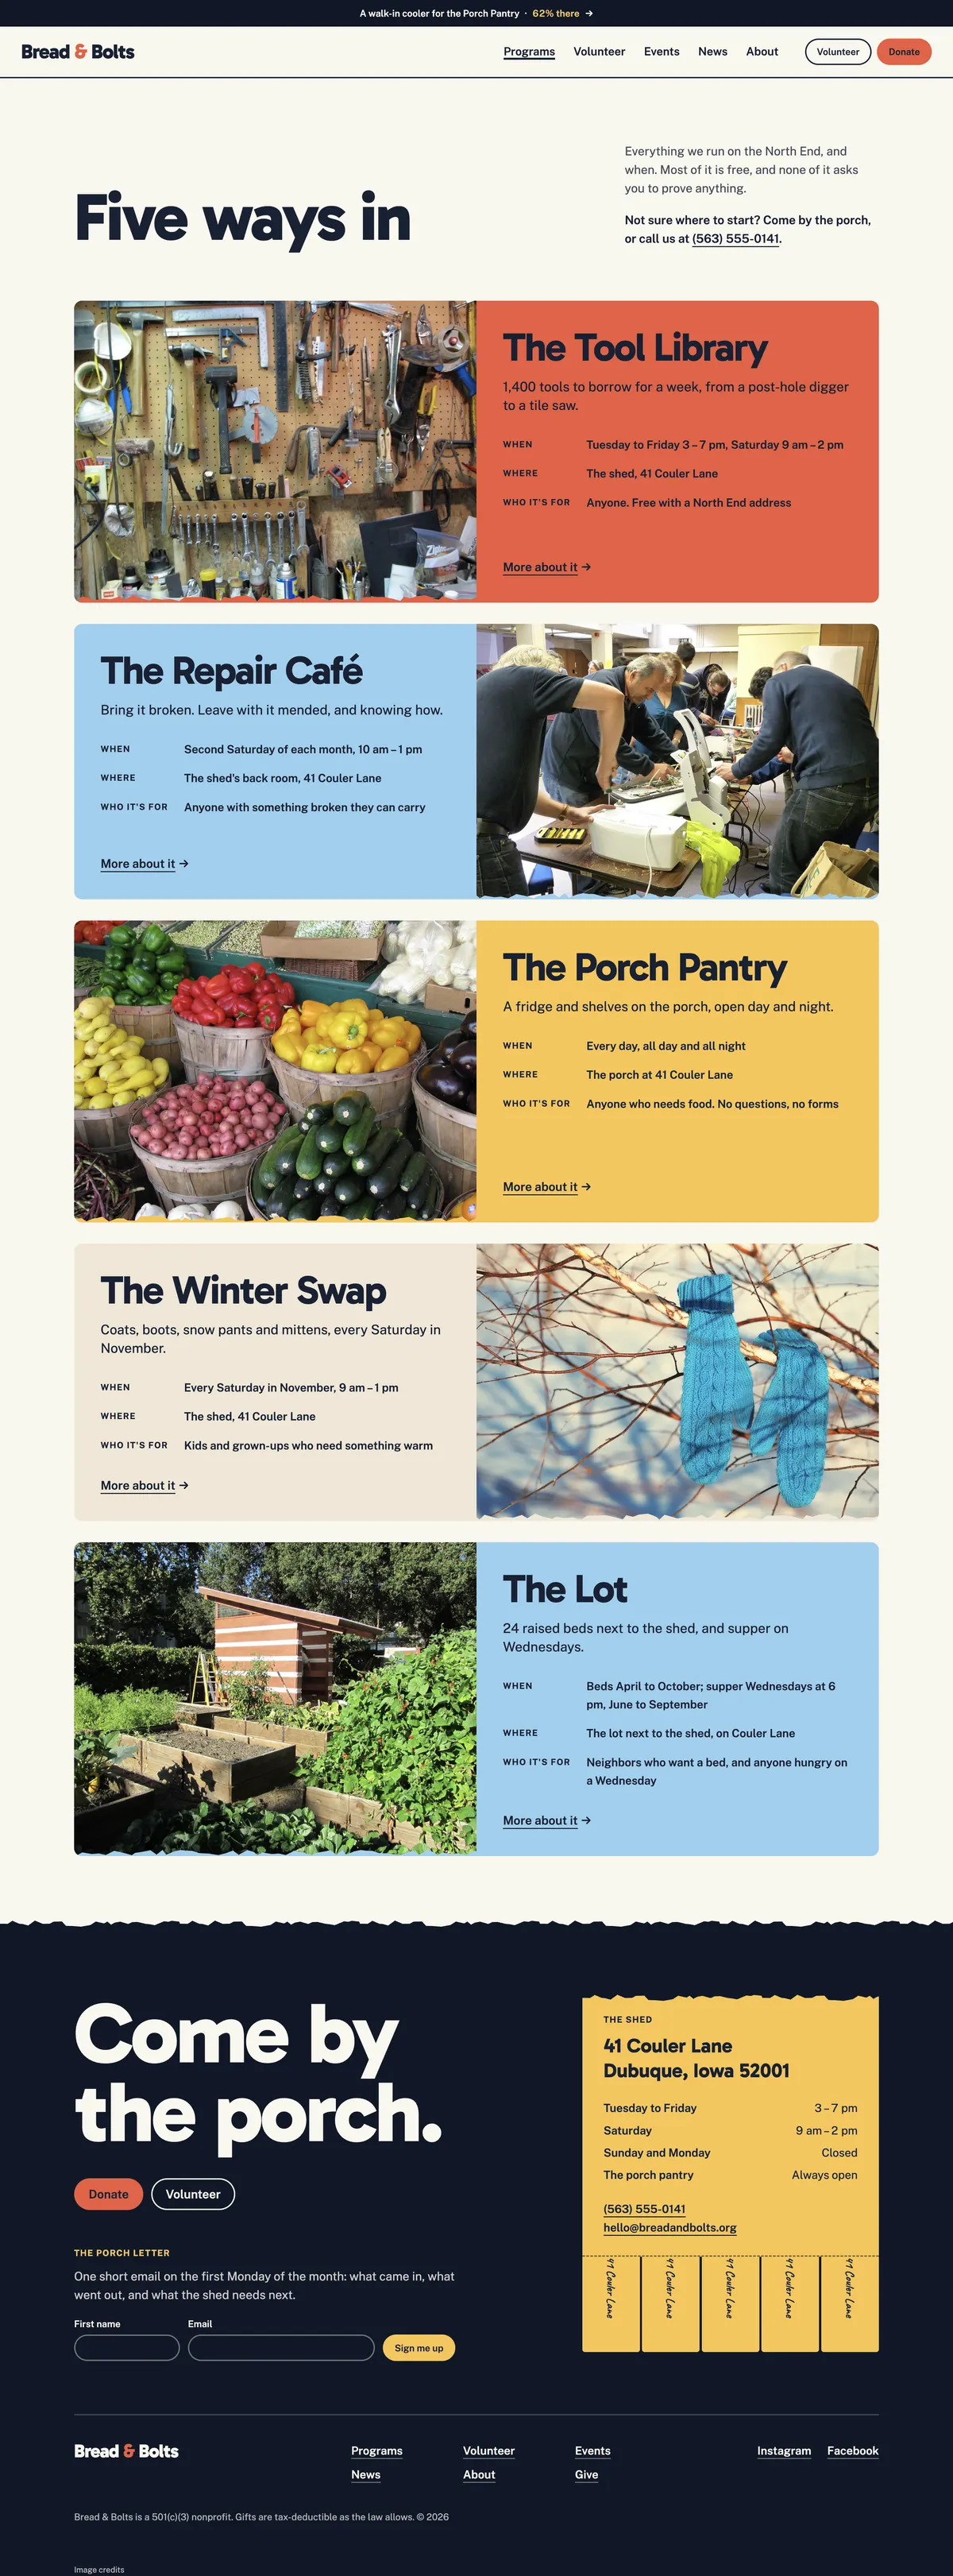 A walk-in cooler for the Porch Pantry · 62% there →
Bread & Bolts
Programs Volunteer Events News About Volunteer Donate
Five ways in
Everything we run on the North End, and
when. Most of it is free, and none of it asks
you to prove anything.
Not sure where to start? Come by the porch,
or call us at (563) 555-0141.
The Tool Library
1,400 tools to borrow for a week, from a post-hole digger
to a tile saw.
WHEN Tuesday to Friday 3 – 7 pm, Saturday 9 am – 2 pm
WHERE The shed, 41 Couler Lane
WHO IT'S FOR Anyone. Free with a North End address
More about it →
The Repair Café
Bring it broken. Leave with it mended, and knowing how.
WHEN Second Saturday of each month, 10 am – 1 pm
WHERE The shed's back room, 41 Couler Lane
WHO IT'S FOR Anyone with something broken they can carry
More about it →
The Porch Pantry
A fridge and shelves on the porch, open day and night.
WHEN Every day, all day and all night
WHERE The porch at 41 Couler Lane
WHO IT'S FOR Anyone who needs food. No questions, no forms
More about it →
The Winter Swap
Coats, boots, snow pants and mittens, every Saturday in
November.
WHEN Every Saturday in November, 9 am – 1 pm
WHERE The shed, 41 Couler Lane
WHO IT'S FOR Kids and grown-ups who need something warm
More about it →
The Lot
24 raised beds next to the shed, and supper on
Wednesdays.
WHEN Beds April to October; supper Wednesdays at 6
pm, June to September
WHERE The lot next to the shed, on Couler Lane
WHO IT'S FOR Neighbors who want a bed, and anyone hungry on
a Wednesday
More about it →
Come by
the porch.
Donate Volunteer
THE PORCH LETTER
One short email on the first Monday of the month: what came in, what
went out, and what the shed needs next.
First name Email
Sign me up
THE SHED
41 Couler Lane
Dubuque, Iowa 52001
Tuesday to Friday 3 – 7 pm
Saturday 9 am – 2 pm
Sunday and Monday Closed
The porch pantry Always open
(563) 555-0141
hello@breadandbolts.org
41 Couler Lane
41 Couler Lane
41 Couler Lane
41 Couler Lane
41 Couler Lane
Bread & Bolts
Programs Volunteer Events Instagram Facebook
News About Give
Bread & Bolts is a 501(c)(3) nonprofit. Gifts are tax-deductible as the law allows. © 2026
Image credits